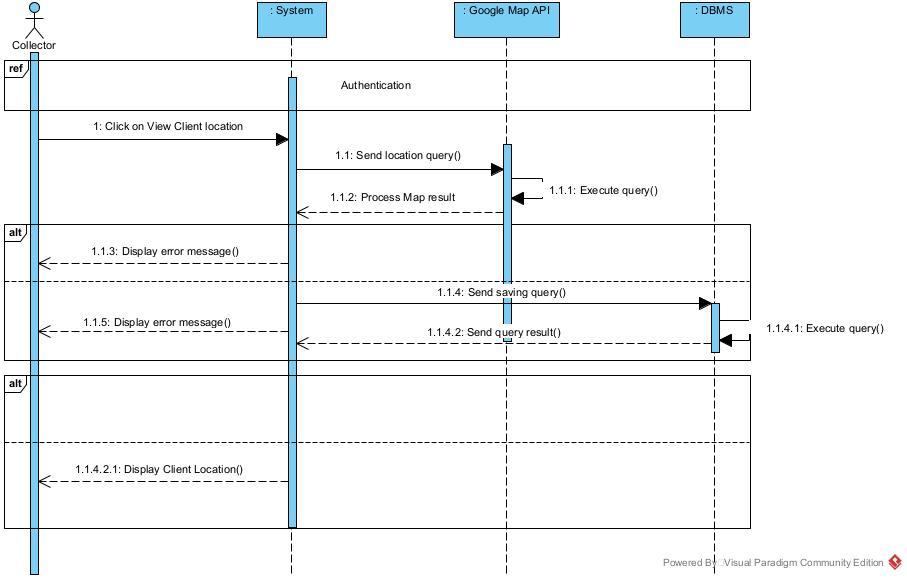 : System
: Google Map API
: DBMS
Collector
ref
Authentication
1: Click on View Client location
1.1: Send location query()
1.1.1: Execute query()
1.1.2: Process Map result
alt
1.1.3: Display error message()
1.1.4: Send saving query()
1.1.5: Display error message()
1.1.4.2: Send query result()
1.1.4.1: Execute query()
alt
1.1.4.2.1: Display Client Location()
Powered By Visual Paradigm Community Edition